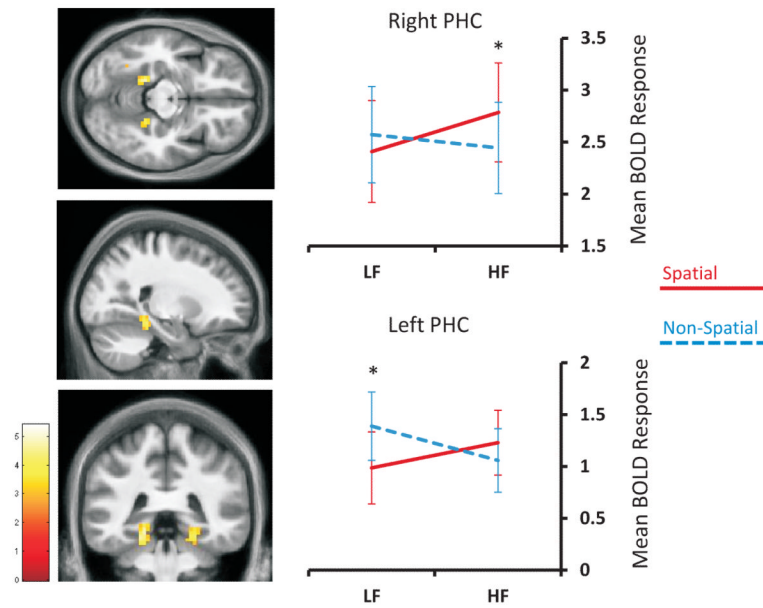 Right PHC
*
3.5
3
2.5
2
1.5
Mean BOLD Response
LF HF
Spatial
Non-Spatial
Left PHC
*
2
1.5
1
0.5
0
Mean BOLD Response
LF HF
5
4
3
2
1
0